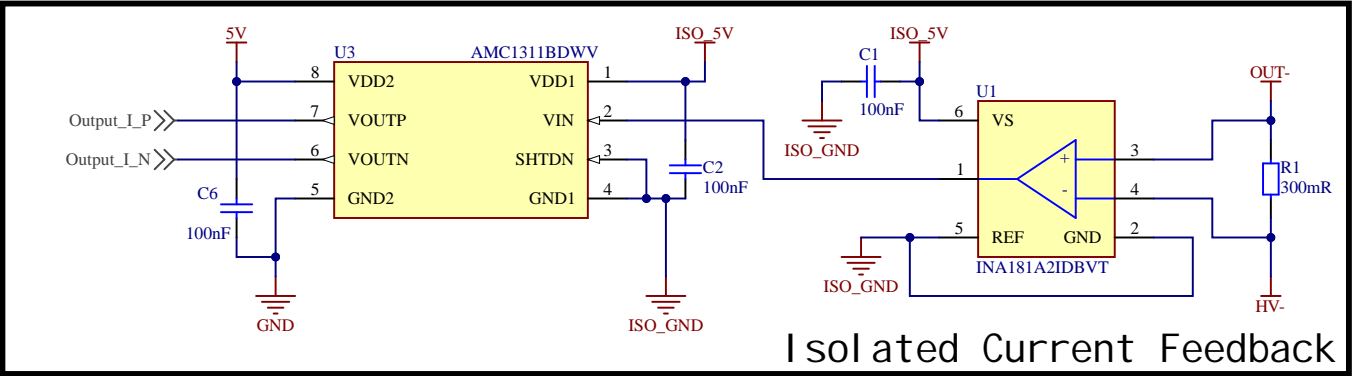 5V
U3
AMC1311BDWV
ISO_5V
8 VDD2 VDD1 1
Output_I_P 7 VOUTP VIN 2
Output_I_N 6 VOUTN SHTDN 3
5 GND2 GND1 4
C6
100nF
C2
100nF
GND
ISO_GND
C1
100nF
ISO_5V
ISO_GND
U1
6 VS
1
+ 3
- 4
5 REF GND 2
INA181A2IDBVT
ISO_GND
OUT-
R1
300mR
HV-
Isolated Current Feedback